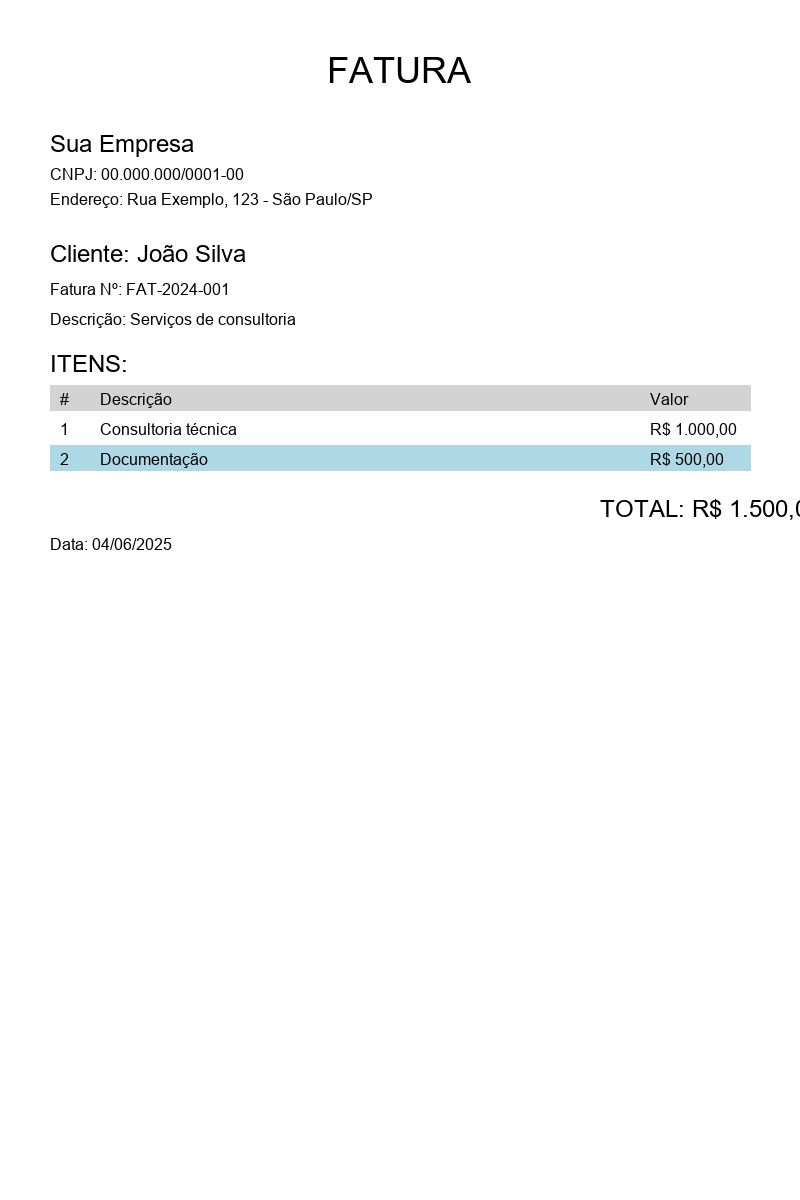 FATURA
Sua Empresa
CNPJ: 00.000.000/0001-00
Endereço: Rua Exemplo, 123 - São Paulo/SP
Cliente: João Silva
Fatura Nº: FAT-2024-001
Descrição: Serviços de consultoria
ITENS:
# Descrição Valor
1 Consultoria técnica R$ 1.000,00
2 Documentação R$ 500,00
TOTAL: R$ 1.500,0
Data: 04/06/2025